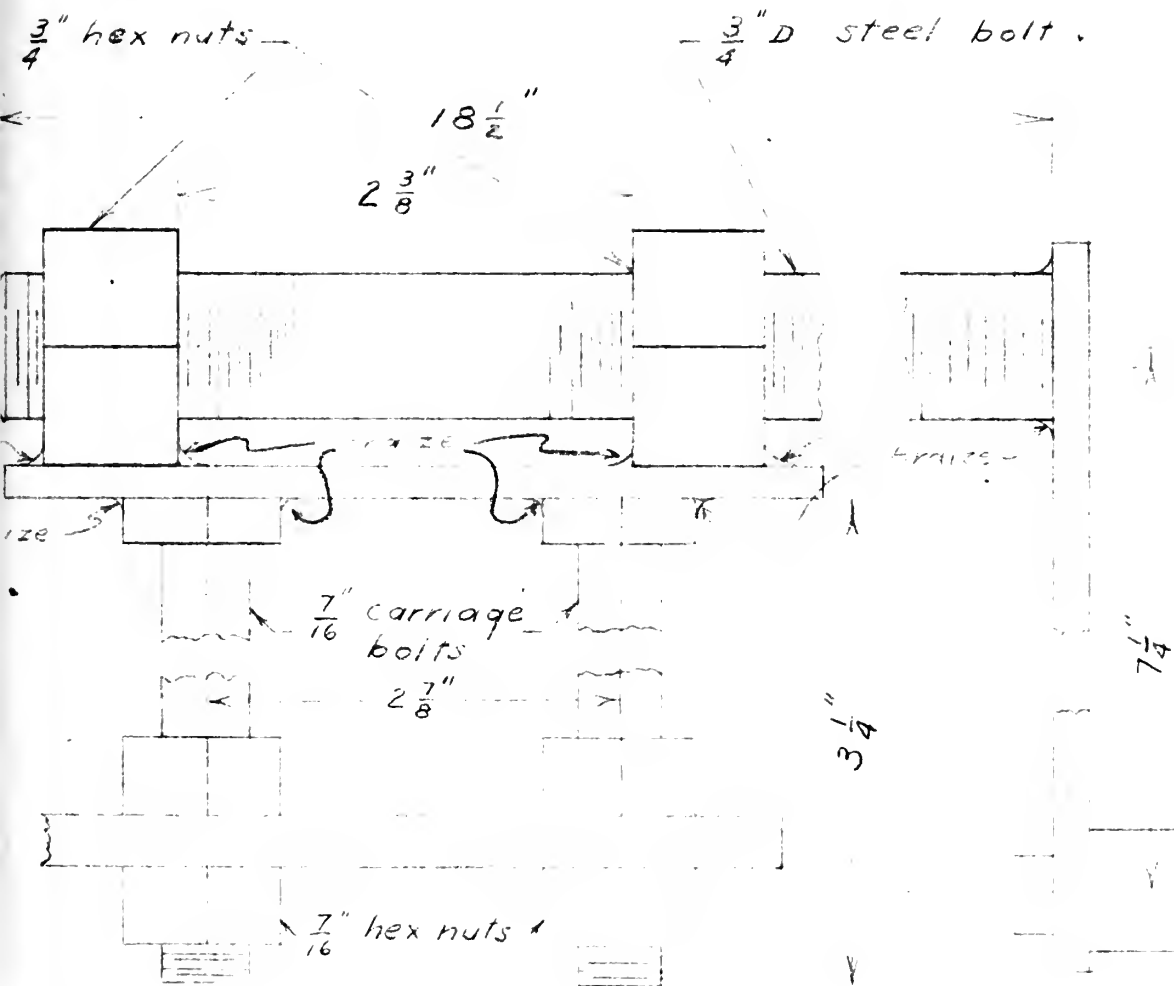 3/4" hex nuts
3/4" D steel bolt.
18 1/2"
2 3/8"
7/16" carriage
bolts
2 7/8"
3 1/4"
7 1/4"
7/16" hex nuts